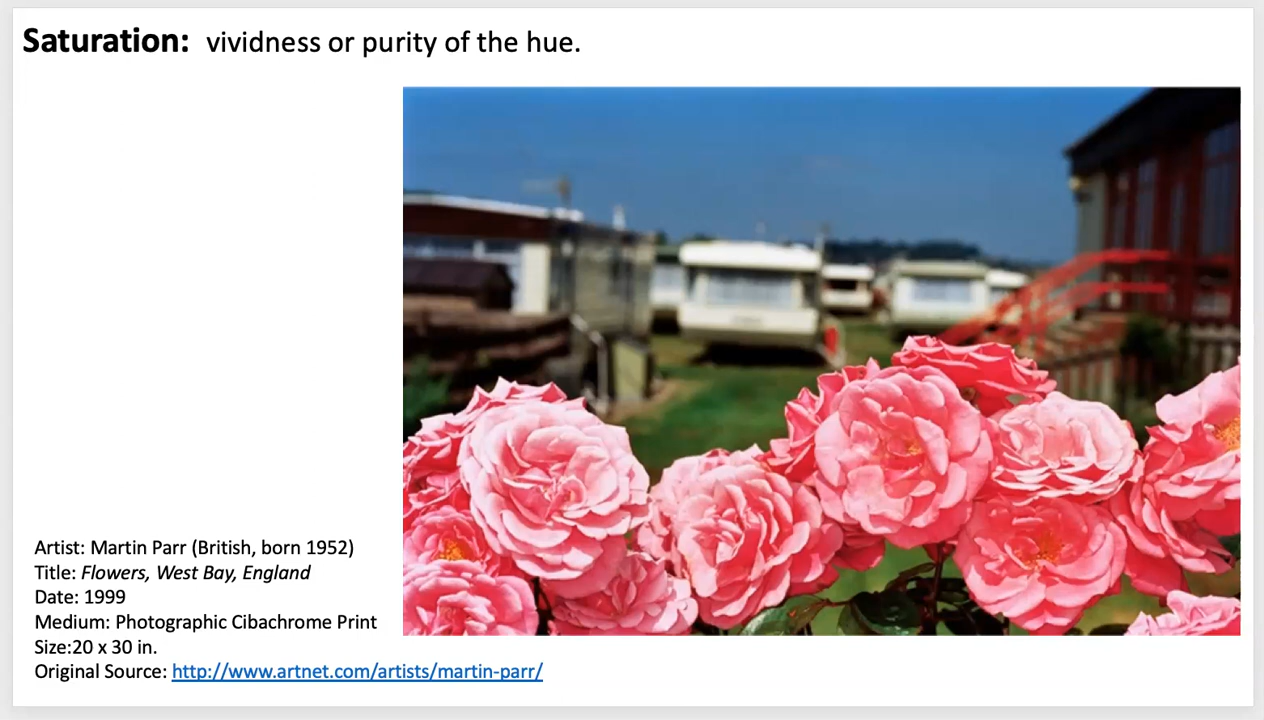 Saturation: vividness or purity of the hue.
Artist: Martin Parr (British, born 1952)
Title: Flowers, West Bay, England
Date: 1999
Medium: Photographic Cibachrome Print
Size:20 x 30 in.
Original Source: http://www.artnet.com/artists/martin-parr/